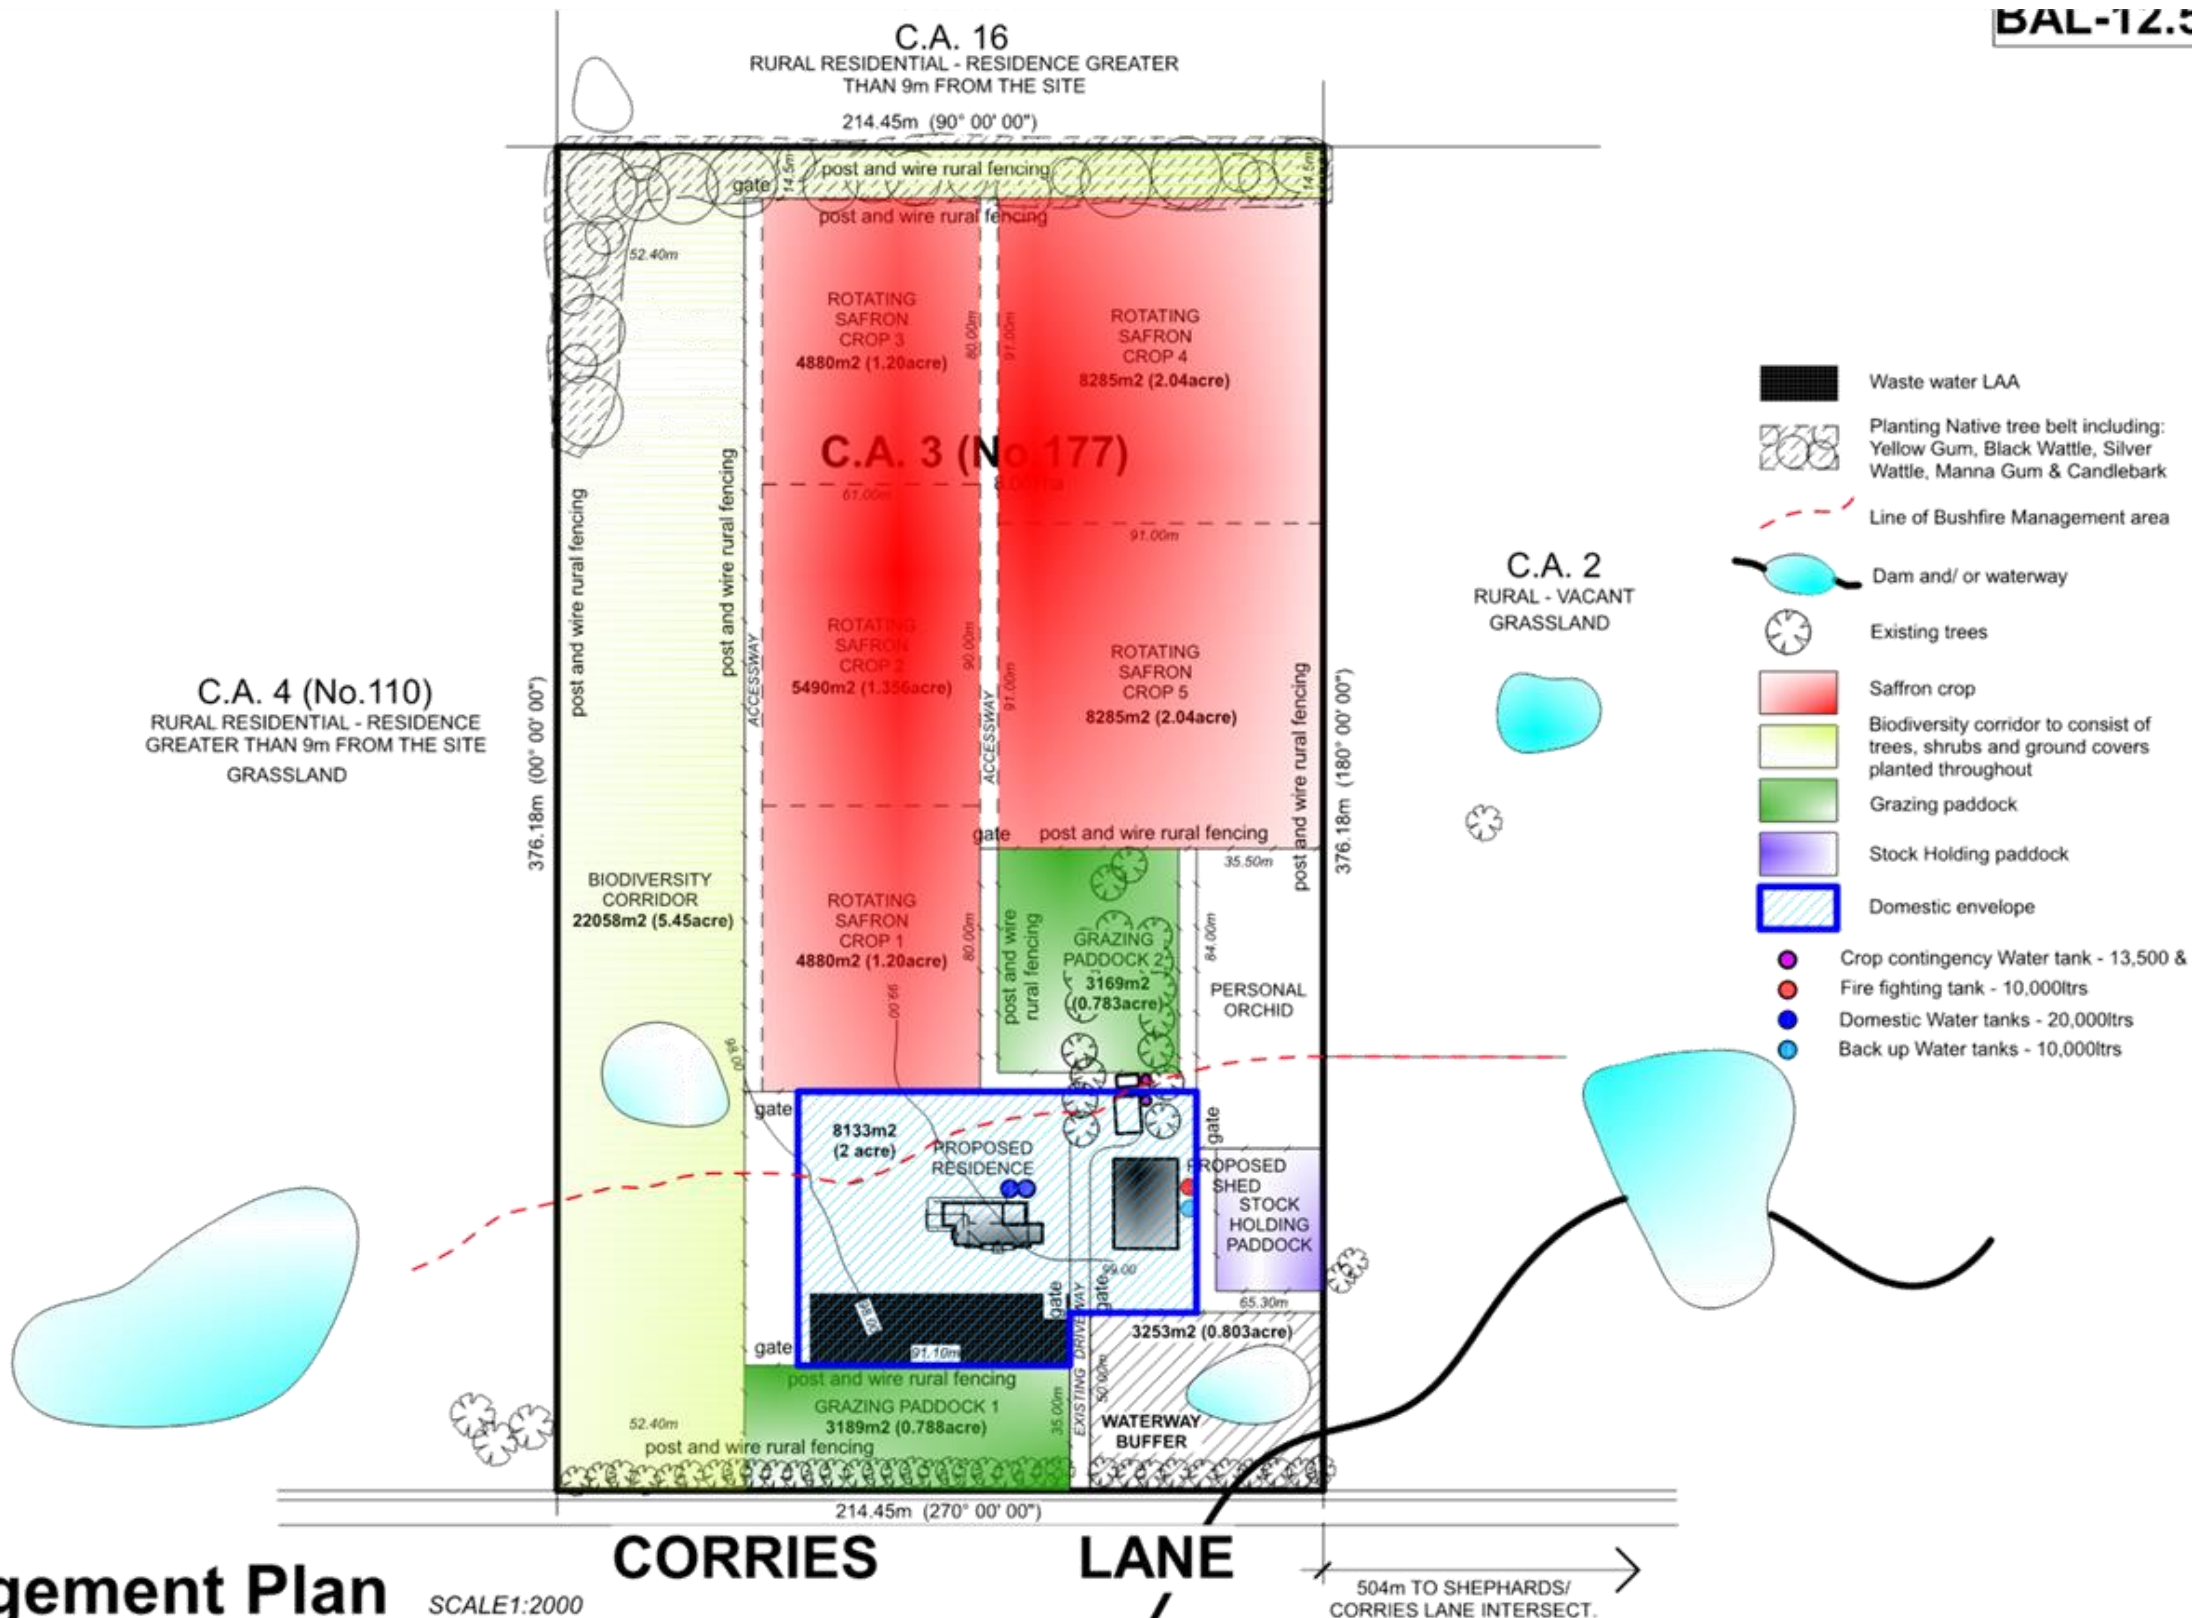 BAL-12.5
C.A. 16
RURAL RESIDENTIAL - RESIDENCE GREATER
THAN 9m FROM THE SITE
214.45m (90° 00' 00")
post and wire rural fencing
gate
14.5m
14.5m
post and wire rural fencing
52.40m
ROTATING
SAFRON
CROP 3
4880m2 (1.20acre)
80.00m
91.00m
ROTATING
SAFRON
CROP 4
8285m2 (2.04acre)
C.A. 3 (No.177)
61.00m
91.00m
post and wire rural fencing
post and wire rural fencing
ROTATING
SAFRON
CROP 2
5490m2 (1.356acre)
90.00m
91.00m
ACCESSWAY
ACCESSWAY
ROTATING
SAFRON
CROP 5
8285m2 (2.04acre)
post and wire rural fencing
376.18m (00° 00' 00")
376.18m (180° 00' 00")
C.A. 4 (No.110)
RURAL RESIDENTIAL - RESIDENCE
GREATER THAN 9m FROM THE SITE
GRASSLAND
C.A. 2
RURAL - VACANT
GRASSLAND
gate
post and wire rural fencing
35.50m
BIODIVERSITY
CORRIDOR
22058m2 (5.45acre)
ROTATING
SAFRON
CROP 1
4880m2 (1.20acre)
80.00m
99.00
98.00
post and wire
rural fencing
GRAZING
PADDOCK 2
3169m2
(0.783acre)
84.00m
PERSONAL
ORCHID
gate
8133m2
(2 acre)
PROPOSED
RESIDENCE
gate
PROPOSED
SHED
STOCK
HOLDING
PADDOCK
99.00
gate
gate
65.30m
98.00
91.10m
gate
post and wire rural fencing
GRAZING PADDOCK 1
3189m2 (0.788acre)
35.00m
EXISTING DRIVEWAY
50.00m
3253m2 (0.803acre)
WATERWAY
BUFFER
52.40m
post and wire rural fencing
214.45m (270° 00' 00")
CORRIES LANE
504m TO SHEPHARDS/
CORRIES LANE INTERSECT.
gement Plan
SCALE1:2000
Waste water LAA
Planting Native tree belt including:
Yellow Gum, Black Wattle, Silver
Wattle, Manna Gum & Candlebark
Line of Bushfire Management area
Dam and/ or waterway
Existing trees
Saffron crop
Biodiversity corridor to consist of
trees, shrubs and ground covers
planted throughout
Grazing paddock
Stock Holding paddock
Domestic envelope
Crop contingency Water tank - 13,500 &
Fire fighting tank - 10,000ltrs
Domestic Water tanks - 20,000ltrs
Back up Water tanks - 10,000ltrs